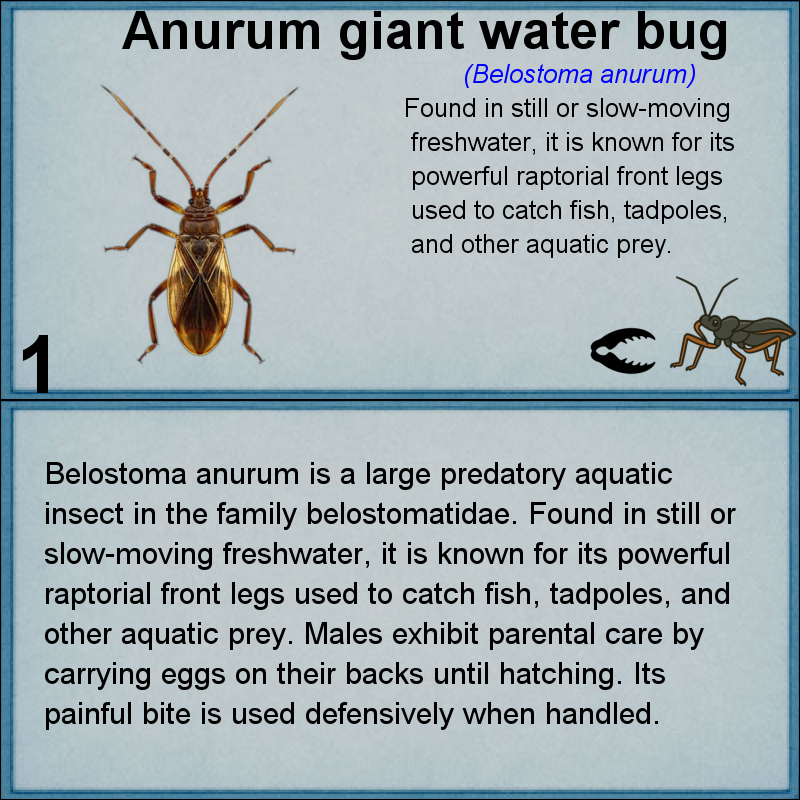 Anurum giant water bug
(Belostoma anurum)
Found in still or slow-moving
freshwater, it is known for its
powerful raptorial front legs
used to catch fish, tadpoles,
and other aquatic prey.
1
Belostoma anurum is a large predatory aquatic
insect in the family belostomatidae. Found in still or
slow-moving freshwater, it is known for its powerful
raptorial front legs used to catch fish, tadpoles, and
other aquatic prey. Males exhibit parental care by
carrying eggs on their backs until hatching. Its
painful bite is used defensively when handled.